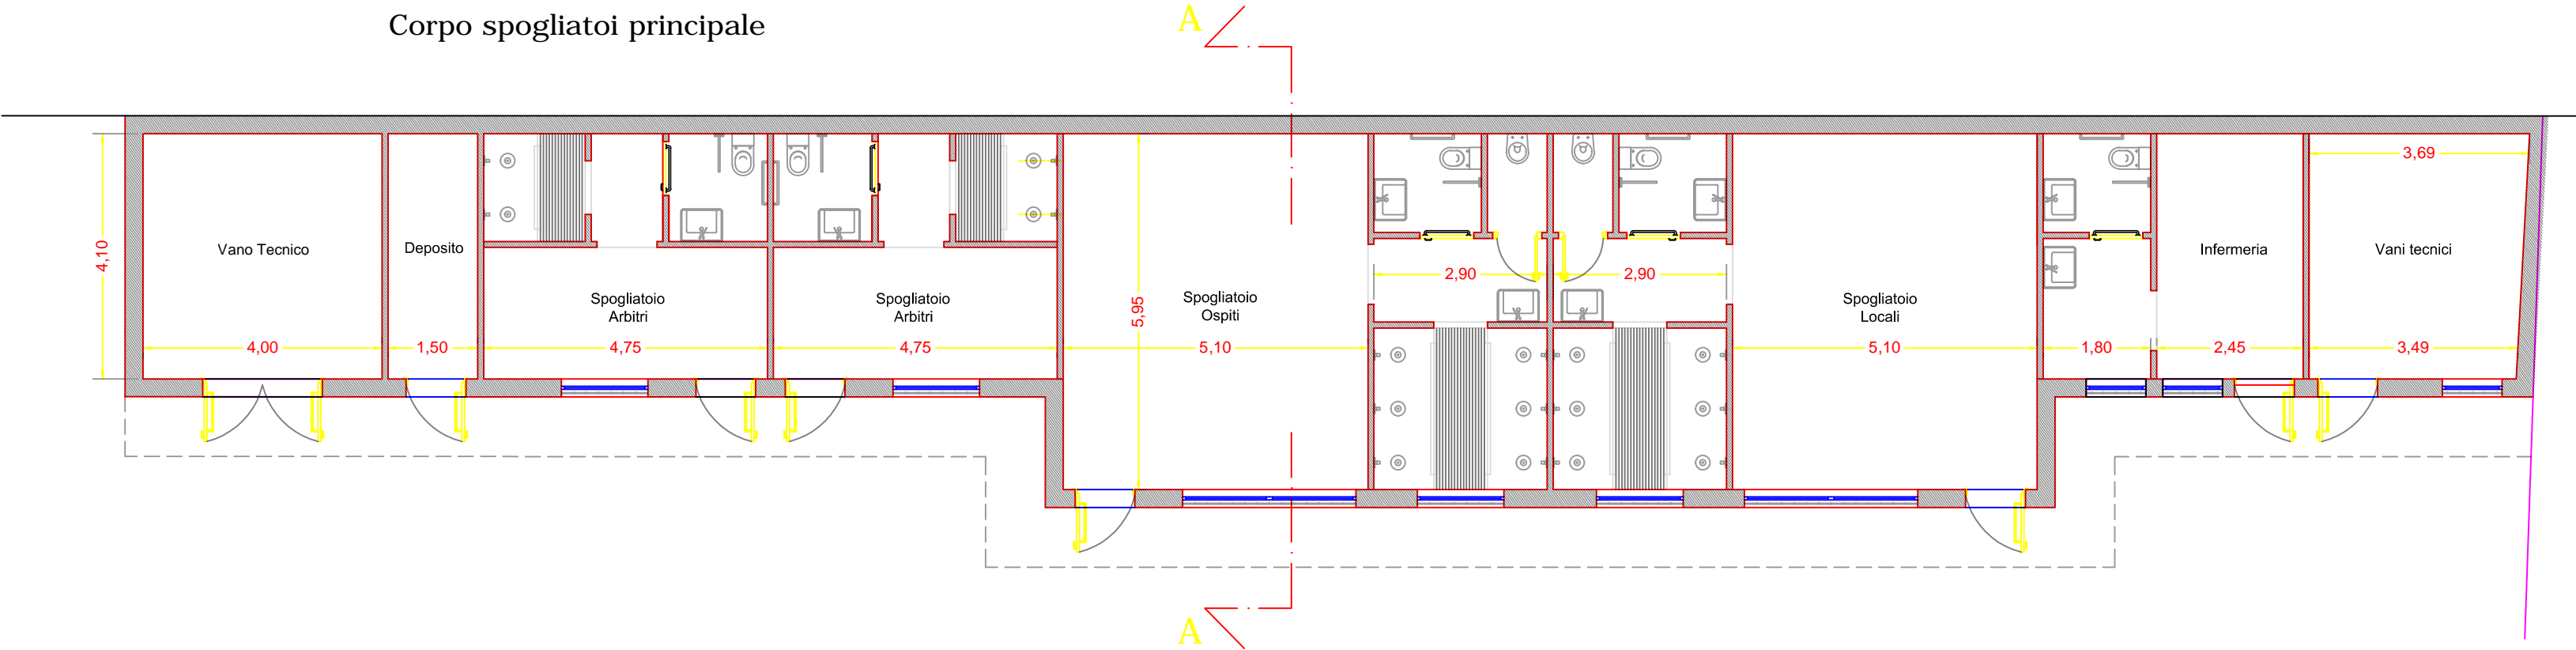 Corpo spogliatoi principale
A
3,69
4,10
Vano Tecnico
Deposito
Infermeria
Vani tecnici
2,90
2,90
Spogliatoio
Arbitri
Spogliatoio
Arbitri
5,95
Spogliatoio
Ospiti
Spogliatoio
Locali
4,00
1,50
4,75
4,75
5,10
5,10
1,80
2,45
3,49
A